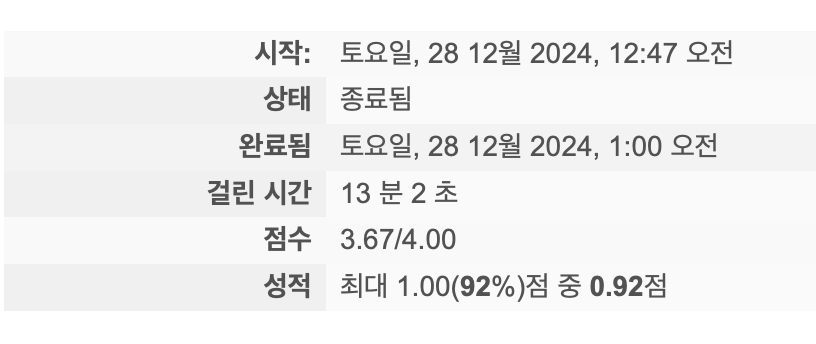 시작: 토요일, 28 12월 2024, 12:47 오전
상태 종료됨
완료됨 토요일, 28 12월 2024, 1:00 오전
걸린 시간 13 분 2 초
점수 3.67/4.00
성적 최대 1.00(92%)점 중 0.92점